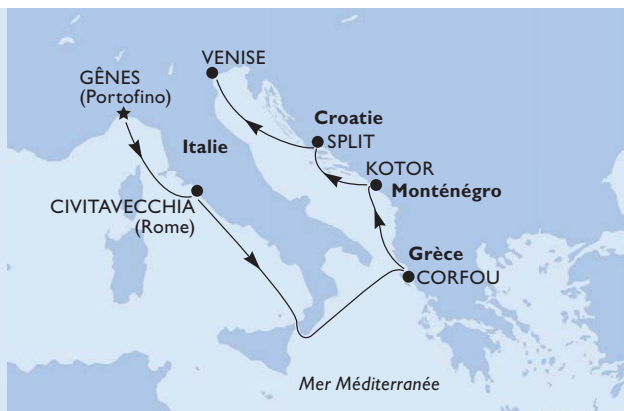 VENISE
GÊNES
(Portofino)
Croatie
SPLIT
Italie
KOTOR
Monténégro
CIVITAVECCHIA
(Rome)
Grèce
CORFOU
Mer Méditerranée